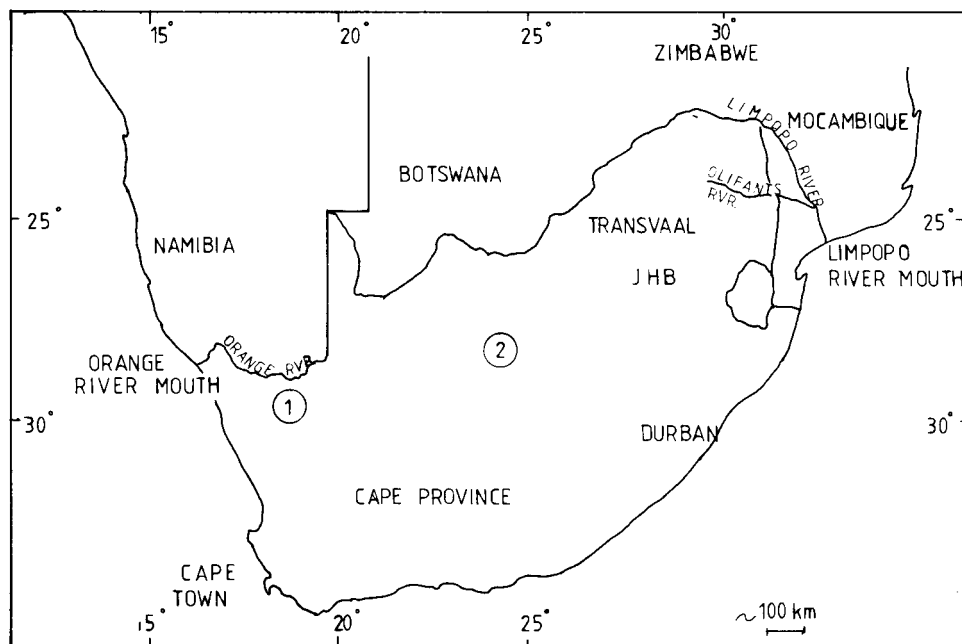 15°
20°
30°
ZIMBABWE
LIMPOPO RIVER
MOCAMBIQUE
BOTSWANA
OLIFANTS
RVR.
25°
NAMIBIA
TRANSVAAL
25°
JHB
LIMPOPO
RIVER MOUTH
ORANGE RVR.
2
ORANGE
RIVER MOUTH
1
30°
DURBAN
30°
CAPE PROVINCE
CAPE
TOWN
15°
20°
25°
~100 km